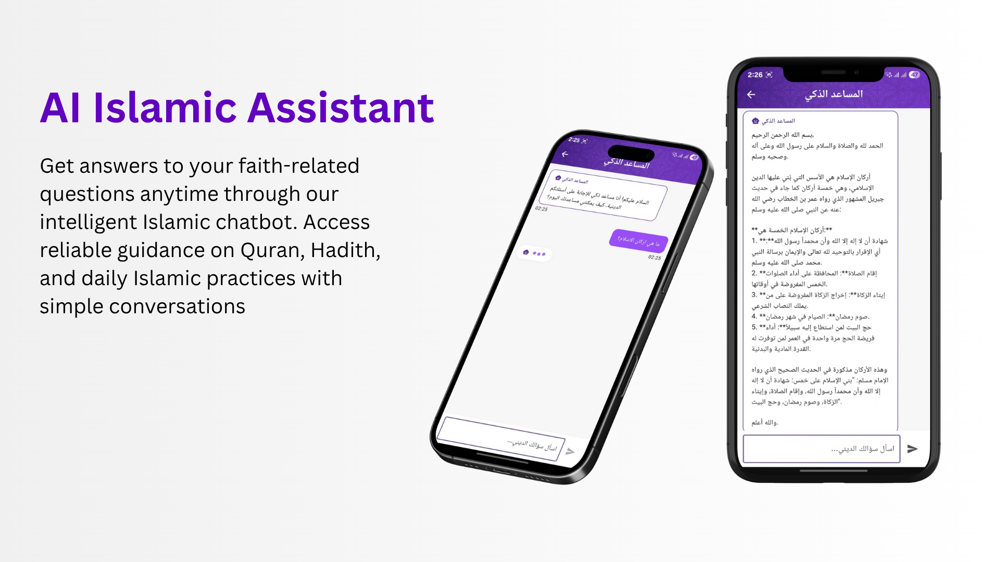 AI Islamic Assistant
Get answers to your faith-related
questions anytime through our
intelligent Islamic chatbot. Access
reliable guidance on Quran, Hadith,
and daily Islamic practices with
simple conversations
2:25
47
المساعد الذكي
المساعد الذكي
السلام عليكم! أنا مساعد ذكي للإجابة على أسئلتكم
الدينية. كيف يمكنني مساعدتك اليوم؟
02:25
ما هي اركان الاسلام؟
02:25
اسأل سؤالك الديني...
2:26
47
المساعد الذكي
المساعد الذكي
بسم الله الرحمن الرحيم،
الحمد لله والصلاة والسلام على رسول الله وعلى آله
وصحبه وسلم.
أركان الإسلام هي الأسس التي بُني عليها الدين
الإسلامي، وهي خمسة أركان كما جاء في حديث
جبريل المشهور الذي رواه عمر بن الخطاب رضي الله
عنه عن النبي صلى الله عليه وسلم:
**أركان الإسلام الخمسة هي:**
1. **شهادة أن لا إله إلا الله وأن محمداً رسول الله**:
أي الإقرار بالتوحيد لله تعالى والإيمان برسالة النبي
محمد صلى الله عليه وسلم.
2. **إقام الصلاة**: المحافظة على أداء الصلوات
الخمس المفروضة في أوقاتها.
3. **إيتاء الزكاة**: إخراج الزكاة المفروضة على من
يملك النصاب الشرعي.
4. **صوم رمضان**: الصيام في شهر رمضان.
5. **حج البيت لمن استطاع إليه سبيلاً**: أداء
فريضة الحج مرة واحدة في العمر لمن توفرت له
القدرة المادية والبدنية.
وهذه الأركان مذكورة في الحديث الصحيح الذي رواه
الإمام مسلم: "بني الإسلام على خمس: شهادة أن لا إله
إلا الله وأن محمداً رسول الله، وإقام الصلاة، وإيتاء
الزكاة، وصوم رمضان، وحج البيت".
والله أعلم.
اسأل سؤالك الديني...